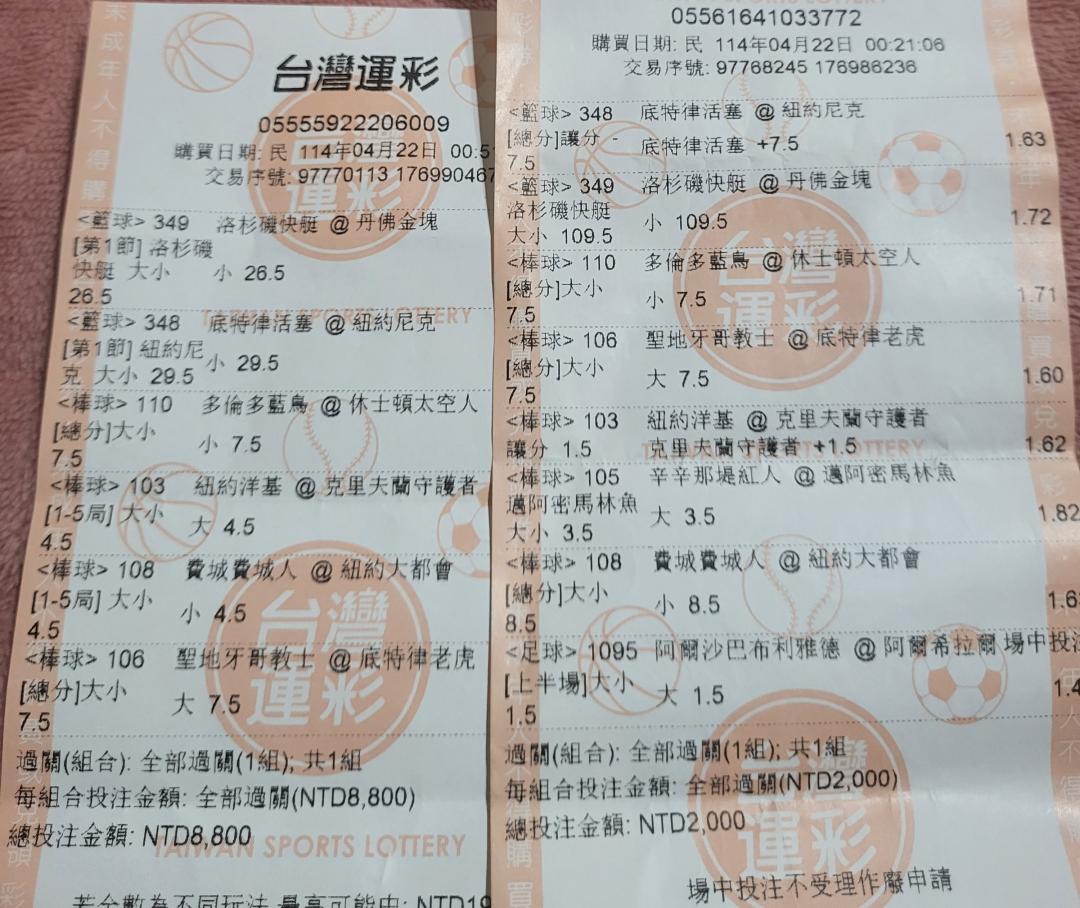 台灣運彩
05555922206009
購買日期: 民 114年04月22日 00:5
交易序號: 97770113 176990467
<籃球> 349 洛杉磯快艇 @ 丹佛金塊
[第1節] 洛杉磯
快艇 大小 小 26.5
26.5
<籃球> 348 底特律活塞 @ 紐約尼克
[第1節] 紐約尼
克 大小 29.5 小 29.5
<棒球> 110 多倫多藍鳥 @ 休士頓太空人
[總分]大小 小 7.5
7.5
<棒球> 103 紐約洋基 @ 克里夫蘭守護者
[1-5局] 大小 大 4.5
4.5
<棒球> 108 費城費城人 @ 紐約大都會
[1-5局] 大小 小 4.5
4.5
<棒球> 106 聖地牙哥教士 @ 底特律老虎
[總分]大小 大 7.5
7.5
過關(組合): 全部過關(1組); 共1組
每組合投注金額: 全部過關(NTD8,800)
總投注金額: NTD8,800
TAIWAN SPORTS LOTTERY
若分數為不同玩法 最高可能中: NTD19
05561641033772
購買日期: 民 114年04月22日 00:21:06
交易序號: 97768245 176986236
<籃球> 348 底特律活塞 @ 紐約尼克
[總分]讓分 - 底特律活塞 +7.5 1.63
7.5
<籃球> 349 洛杉磯快艇 @ 丹佛金塊
洛杉磯快艇 小 109.5 1.72
大小 109.5
<棒球> 110 多倫多藍鳥 @ 休士頓太空人
[總分]大小 小 7.5 1.71
7.5
<棒球> 106 聖地牙哥教士 @ 底特律老虎
[總分]大小 大 7.5 1.60
7.5
<棒球> 103 紐約洋基 @ 克里夫蘭守護者
讓分 1.5 克里夫蘭守護者 +1.5 1.62
<棒球> 105 辛辛那堤紅人 @ 邁阿密馬林魚
邁阿密馬林魚 大 3.5 1.82
大小 3.5
<棒球> 108 費城費城人 @ 紐約大都會
[總分]大小 小 8.5 1.6
8.5
<足球> 1095 阿爾沙巴布利雅德 @ 阿爾希拉爾 場中投注
[上半場]大小 大 1.5 1.4
1.5
過關(組合): 全部過關(1組); 共1組
每組合投注金額: 全部過關(NTD2,000)
總投注金額: NTD2,000
場中投注不受理作廢申請